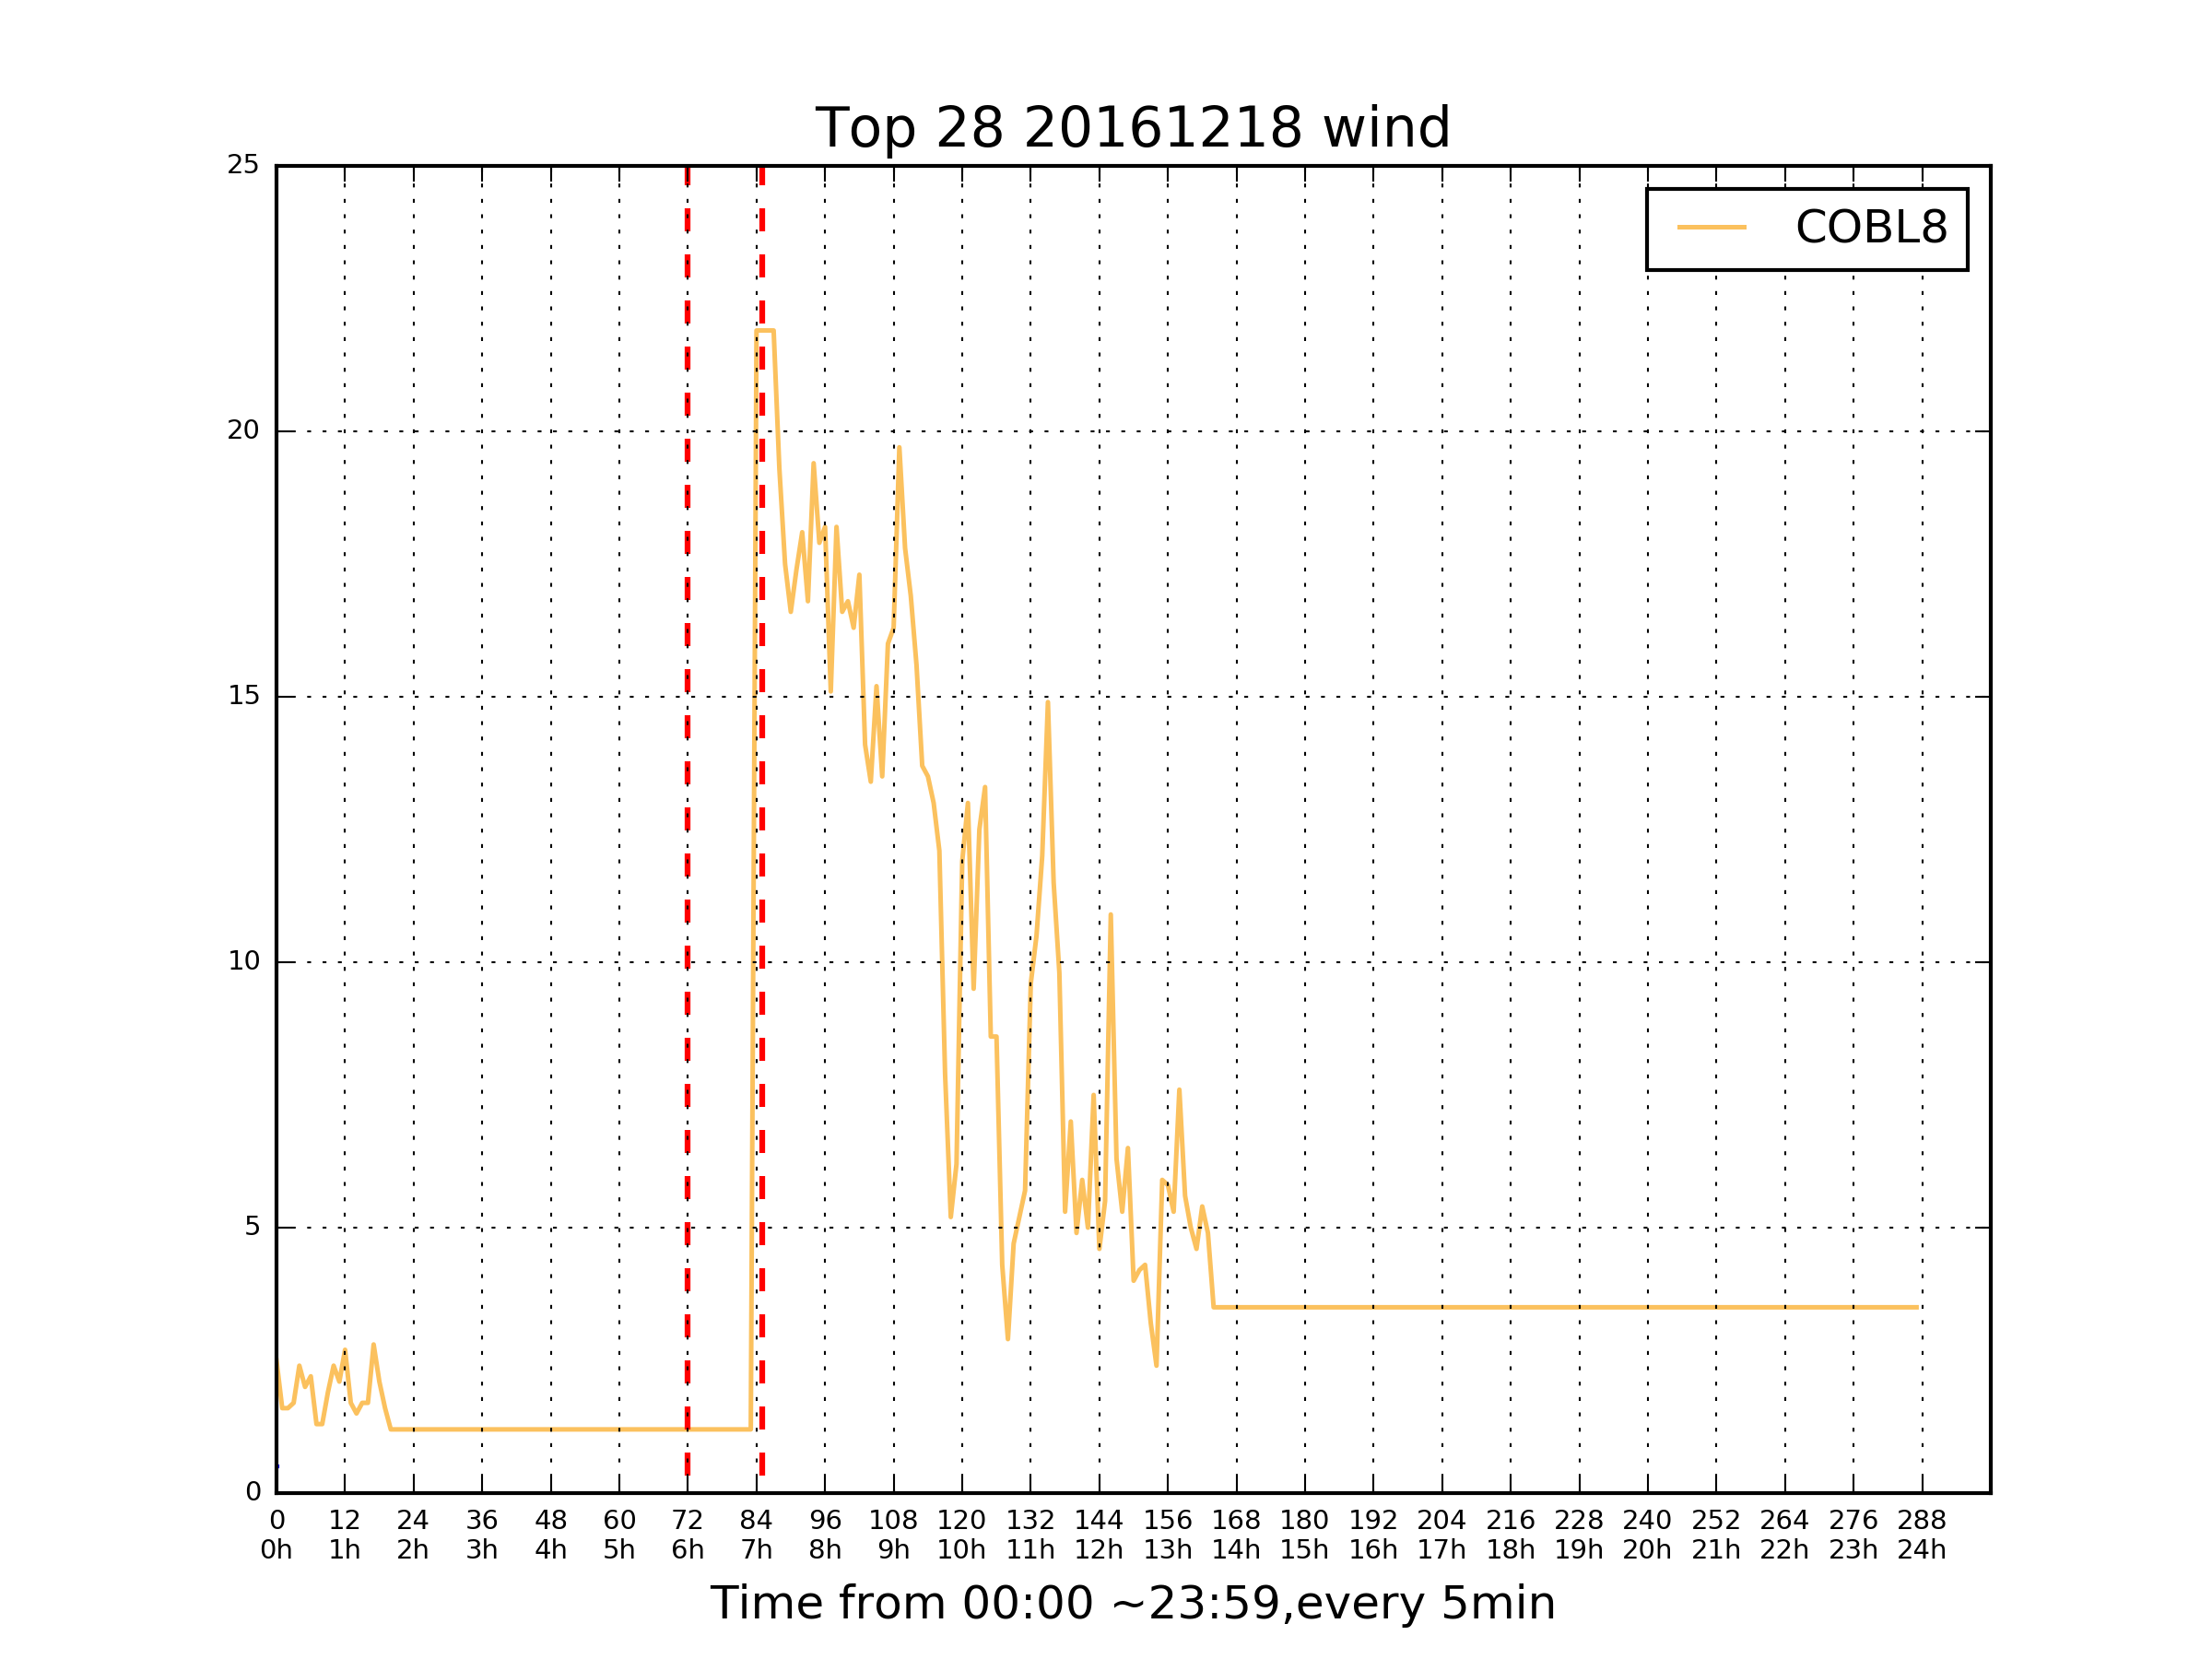 Top 28 20161218 wind
25
COBL8
20
15
10
5
0
0 12 24 36 48 60 72 84 96 108 120 132 144 156 168 180 192 204 216 228 240 252 264 276 288
0h 1h 2h 3h 4h 5h 6h 7h 8h 9h 10h 11h 12h 13h 14h 15h 16h 17h 18h 19h 20h 21h 22h 23h 24h
Time from 00:00 ~23:59,every 5min